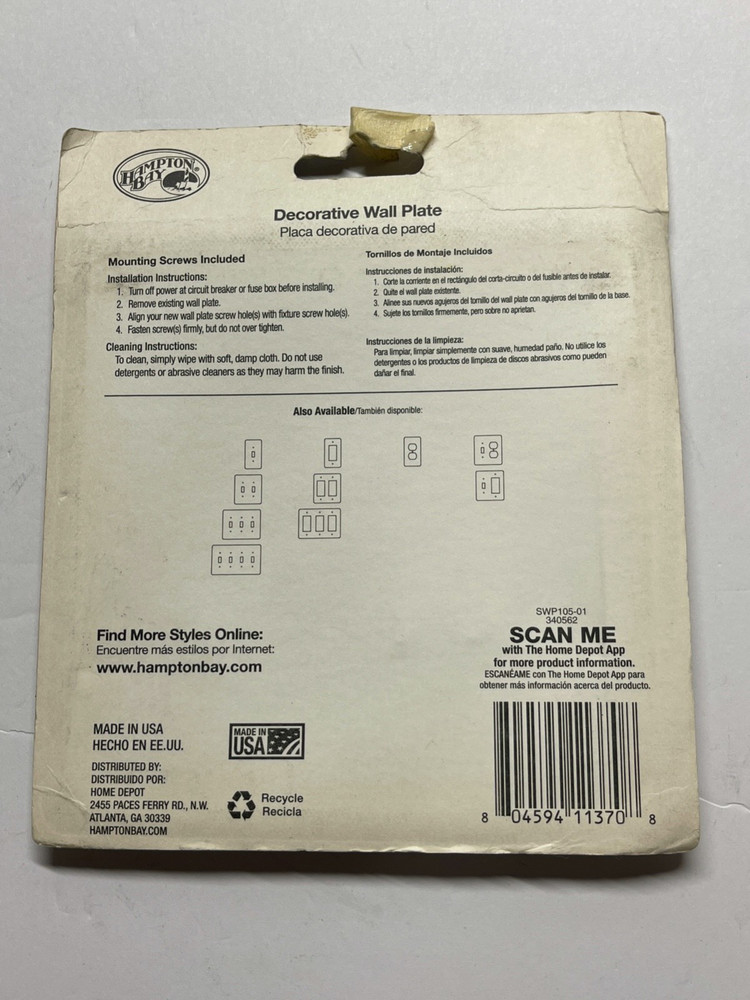 HAMPTON
BAY®
Decorative Wall Plate
Placa decorativa de pared
Mounting Screws Included
Installation Instructions:
1. Turn off power at circuit breaker or fuse box before installing.
2. Remove existing wall plate.
3. Align your new wall plate screw hole(s) with fixture screw hole(s).
4. Fasten screw(s) firmly, but do not over tighten.
Cleaning Instructions:
To clean, simply wipe with soft, damp cloth. Do not use
detergents or abrasive cleaners as they may harm the finish.
Tornillos de Montaje Incluidos
Instrucciones de instalación:
1. Corte la corriente en el rectángulo del corta-circuito o del fusible antes de instalar.
2. Quite el wall plate existente.
3. Alinee sus nuevos agujeros del tornillo del wall plate con agujeros del tornillo de la base.
4. Sujete los tornillos firmemente, pero sobre no aprietan.
Instrucciones de la limpieza:
Para limpiar, limpiar simplemente con suave, humedad paño. No utilice los
detergentes o los productos de limpieza de discos abrasivos como pueden
dañar el final.
Also Available/También disponible:
Find More Styles Online:
Encuentre más estilos por Internet:
www.hamptonbay.com
SWP105-01
340562
SCAN ME
with The Home Depot App
for more product information.
ESCANÉAME con The Home Depot App para
obtener más información acerca del producto.
MADE IN USA
HECHO EN EE.UU.
MADE IN
USA
DISTRIBUTED BY:
DISTRIBUIDO POR:
HOME DEPOT
2455 PACES FERRY RD., N.W.
ATLANTA, GA 30339
HAMPTONBAY.COM
Recycle
Recicla
8 04594 11370 8